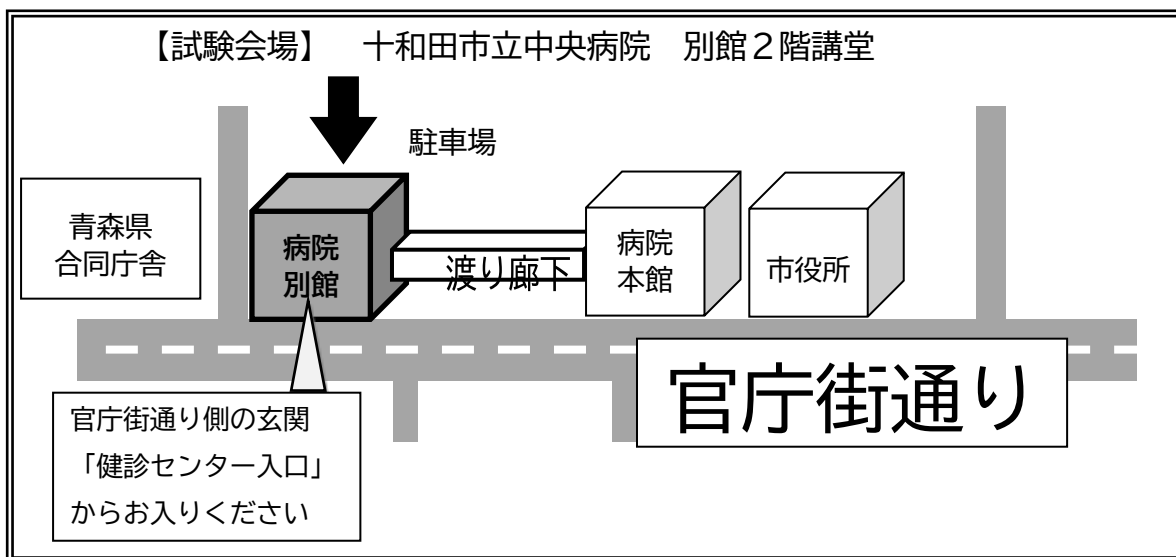 【試験会場】　十和田市立中央病院　別館２階講堂
駐車場
青森県
合同庁舎
病院
別館
渡り廊下
病院
本館
市役所
官庁街通り
官庁街通り側の玄関
「健診センター入口」
からお入りください